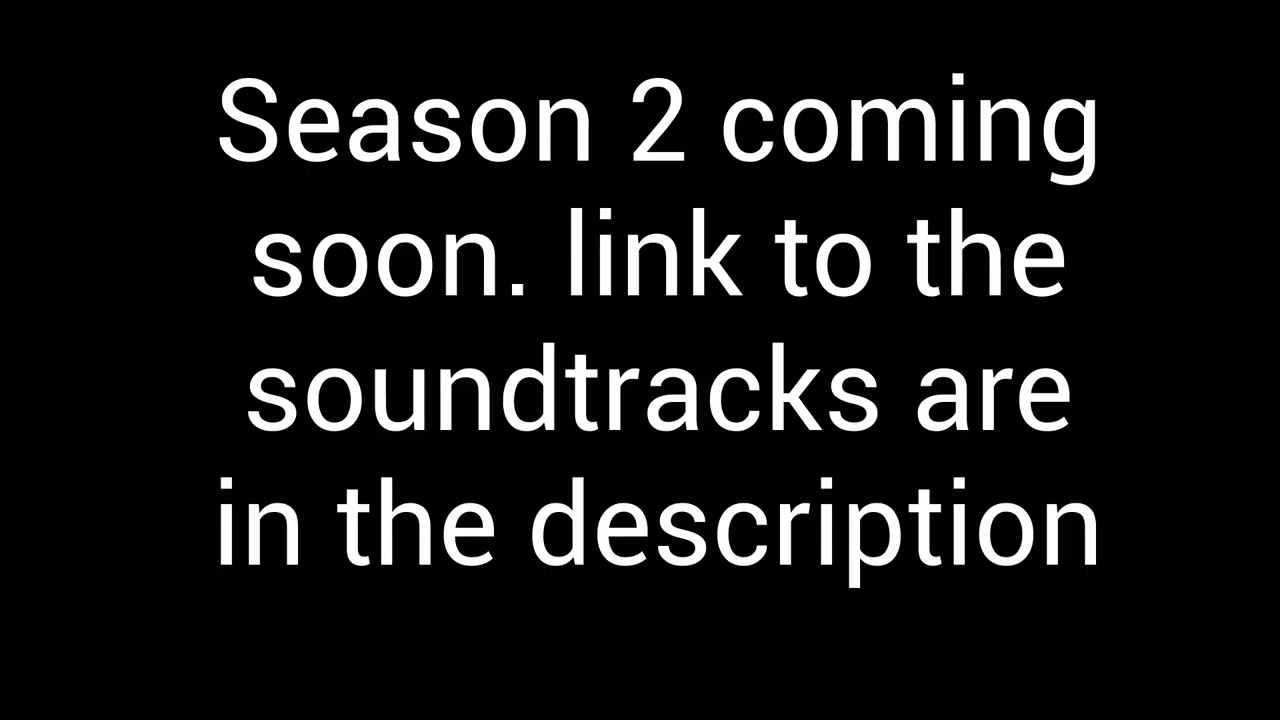 Season 2 coming
soon. link to the
soundtracks are
in the description